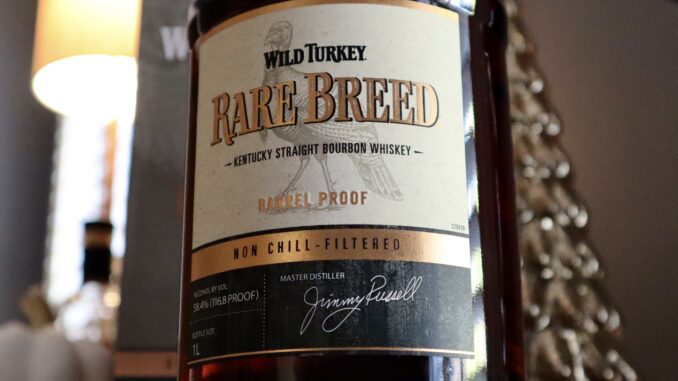 WILD TURKEY
RARE BREED
KENTUCKY STRAIGHT BOURBON WHISKEY
BARREL PROOF
NON CHILL-FILTERED
ALCOHOL BY VOL.
58.4% (116.8 PROOF)
BOTTLE SIZE
1L
MASTER DISTILLER
Jimmy Russell